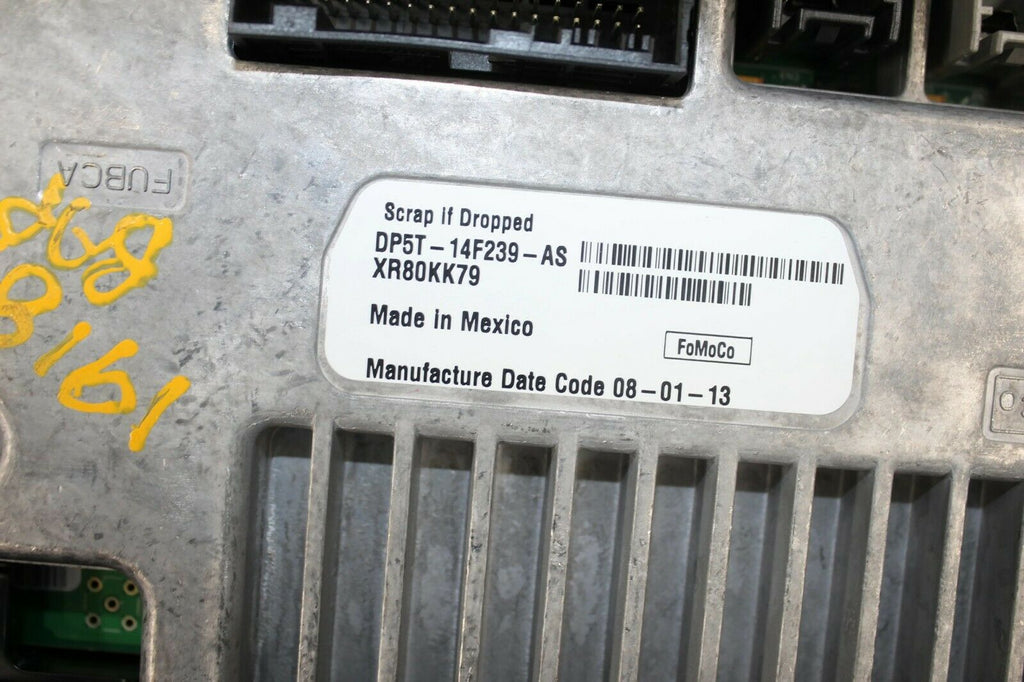 FUBCA
Scrap if Dropped
DP5T-14F239-AS
XR80KK79
Made in Mexico
FoMoCo
Manufacture Date Code 08-01-13